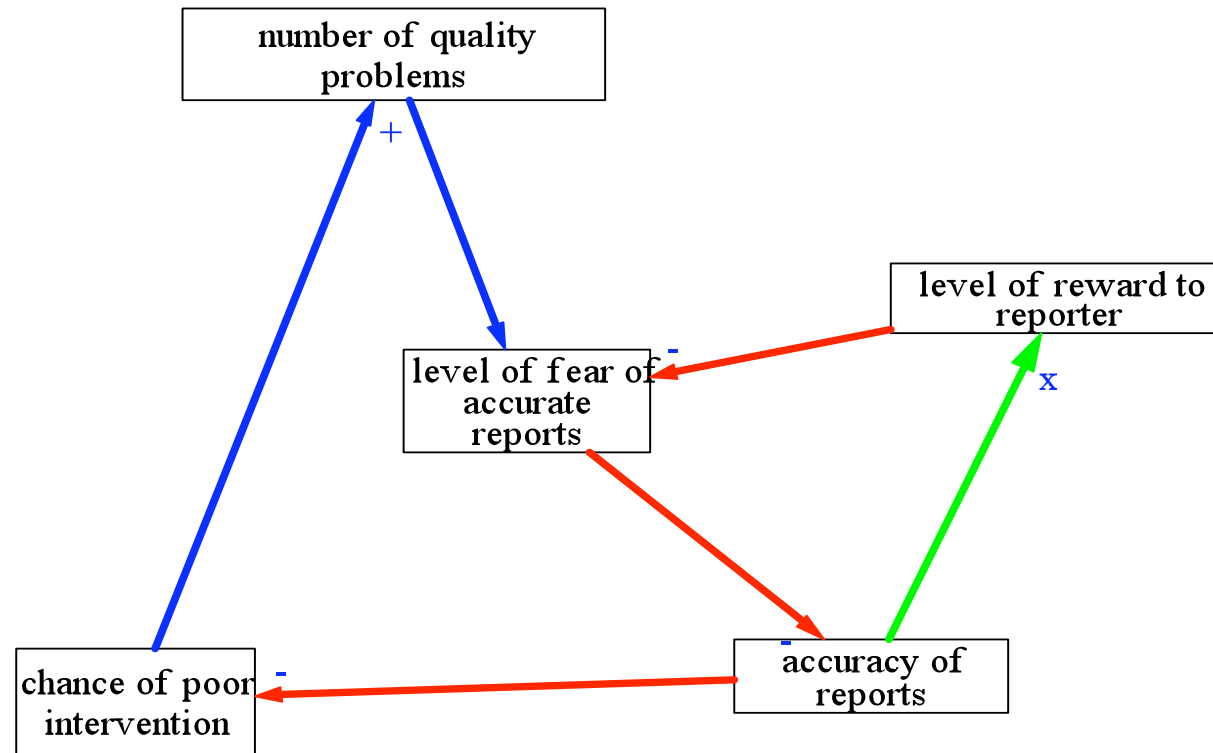 number of quality
problems
+
level of reward to
reporter
-
x
level of fear of
accurate
reports
-
accuracy of
reports
-
chance of poor
intervention